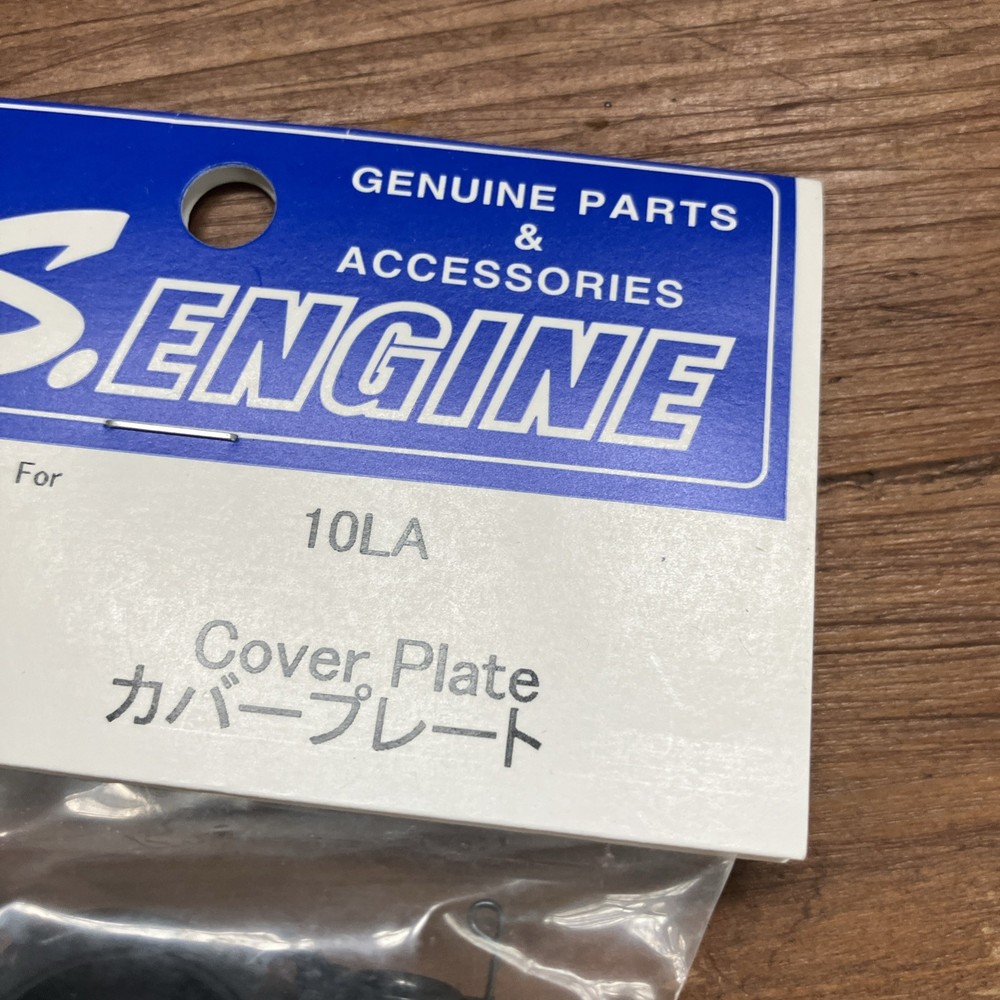 GENUINE PARTS
&
ACCESSORIES
S.ENGINE
For
10LA
Cover Plate
カバープレート